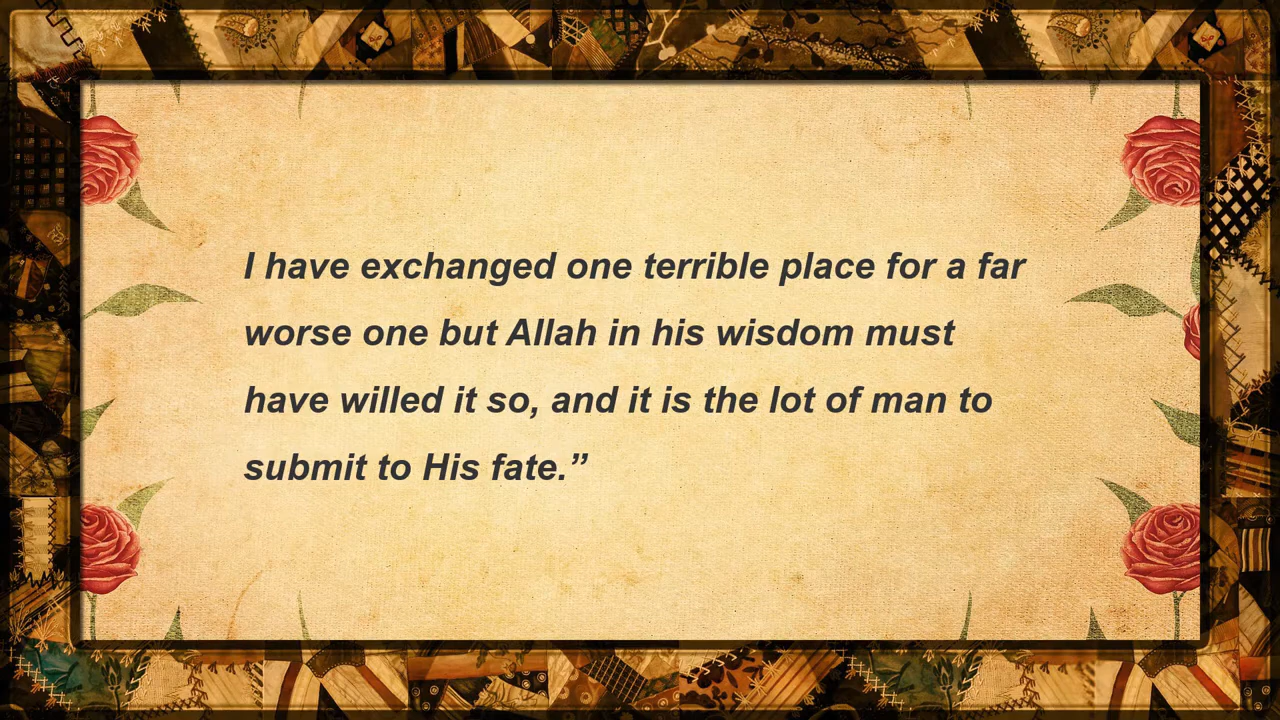 I have exchanged one terrible place for a far
worse one but Allah in his wisdom must
have willed it so, and it is the lot of man to
submit to His fate.”